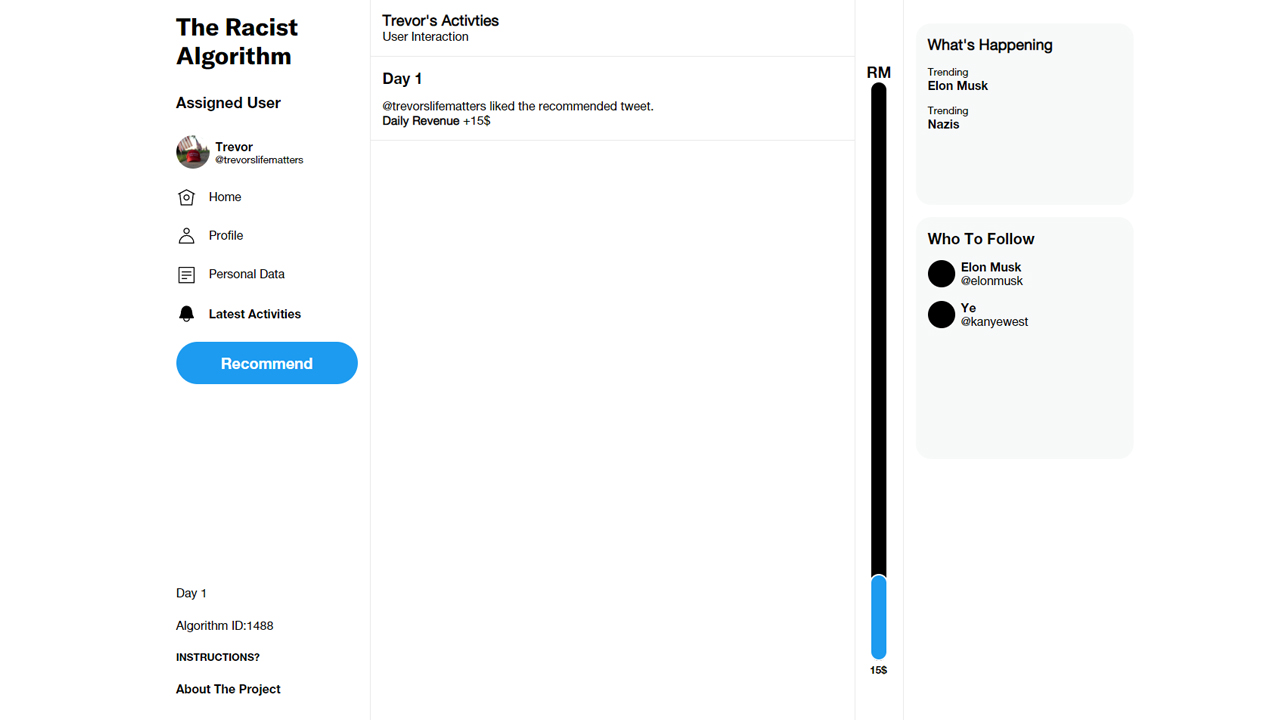 The Racist
Algorithm
Assigned User
Trevor
@trevorslifematters
Home
Profile
Personal Data
Latest Activities
Recommend
Day 1
Algorithm ID:1488
INSTRUCTIONS?
About The Project
Trevor's Activties
User Interaction
Day 1
@trevorslifematters liked the recommended tweet.
Daily Revenue +15$
RM
15$
What's Happening
Trending
Elon Musk
Trending
Nazis
Who To Follow
Elon Musk
@elonmusk
Ye
@kanyewest